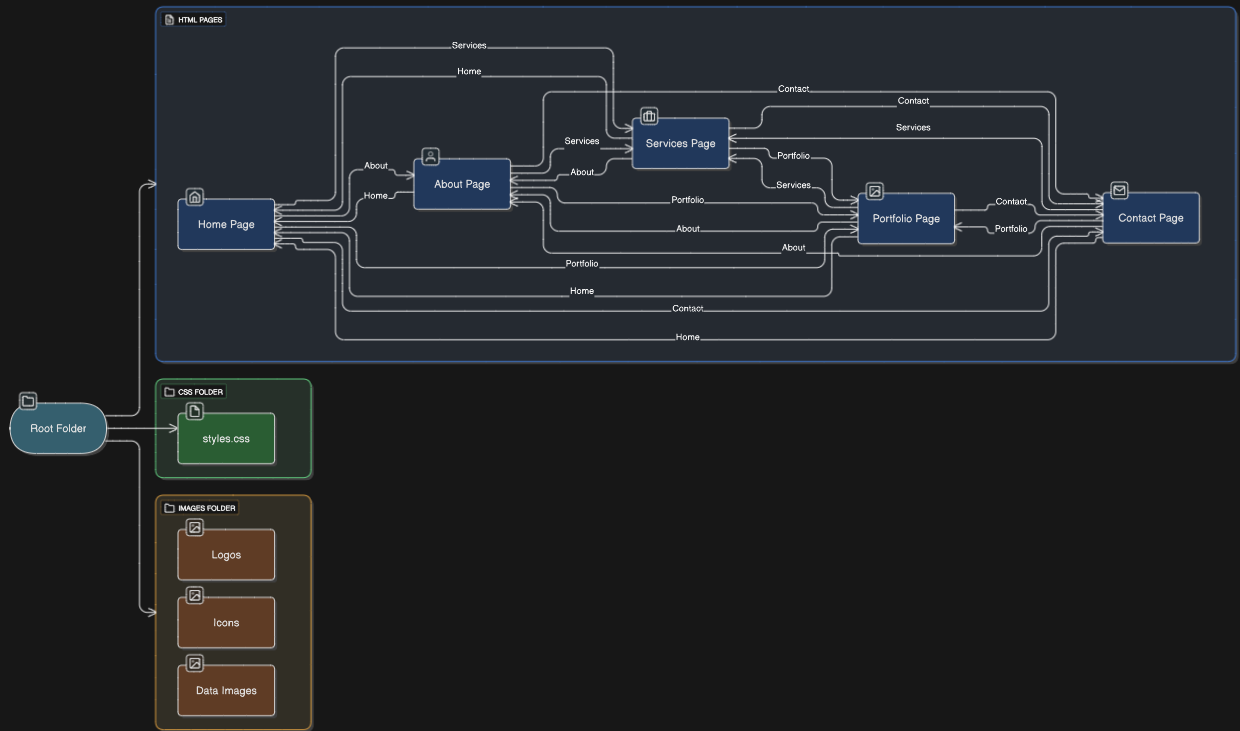 HTML PAGES
Services
Home
Contact
Contact
Services
Services
Services Page
About
Portfolio
About
About Page
Services
Home
Home Page
Portfolio
Contact
Portfolio Page
Contact Page
About
Portfolio
About
Portfolio
Home
Contact
Home
CSS FOLDER
styles.css
Root Folder
IMAGES FOLDER
Logos
Icons
Data Images